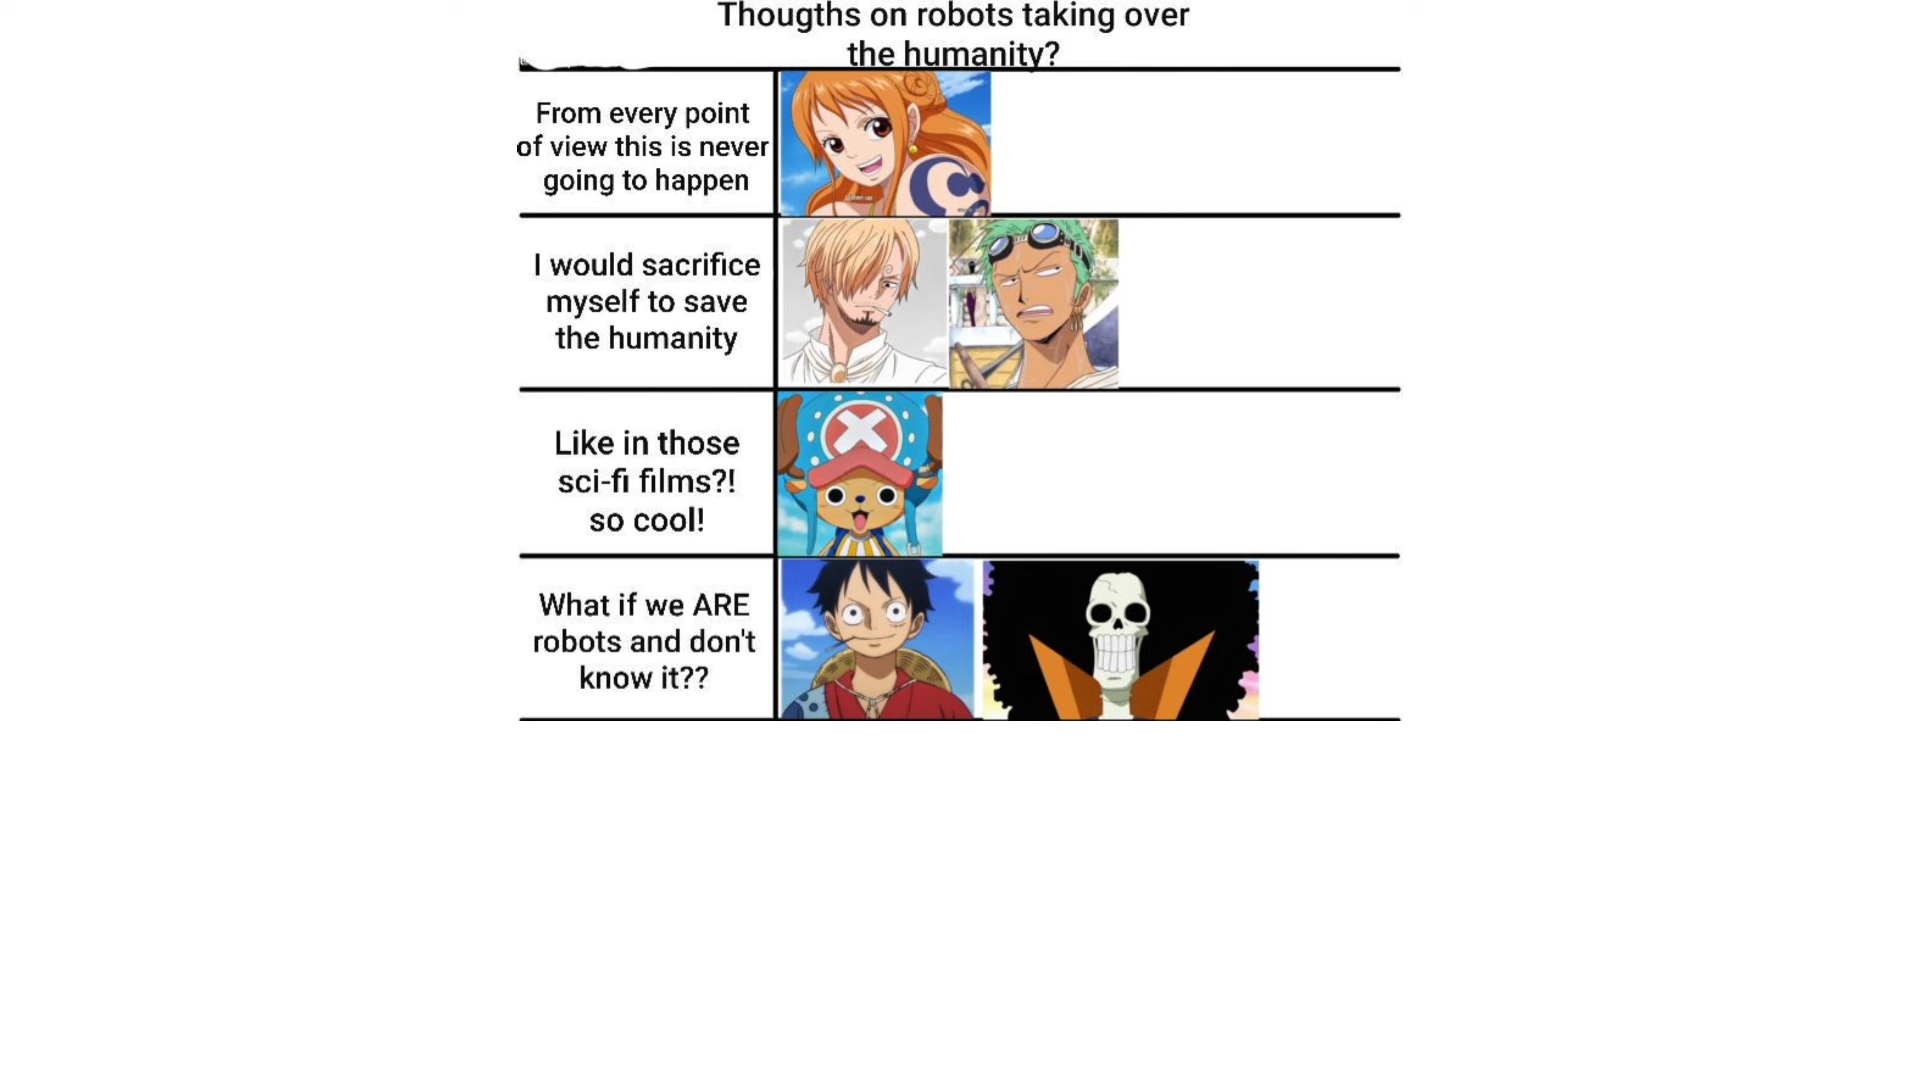 Thougths on robots taking over
the humanity?
From every point
of view this is never
going to happen
I would sacrifice
myself to save
the humanity
Like in those
sci-fi films?!
so cool!
What if we ARE
robots and don't
know it??